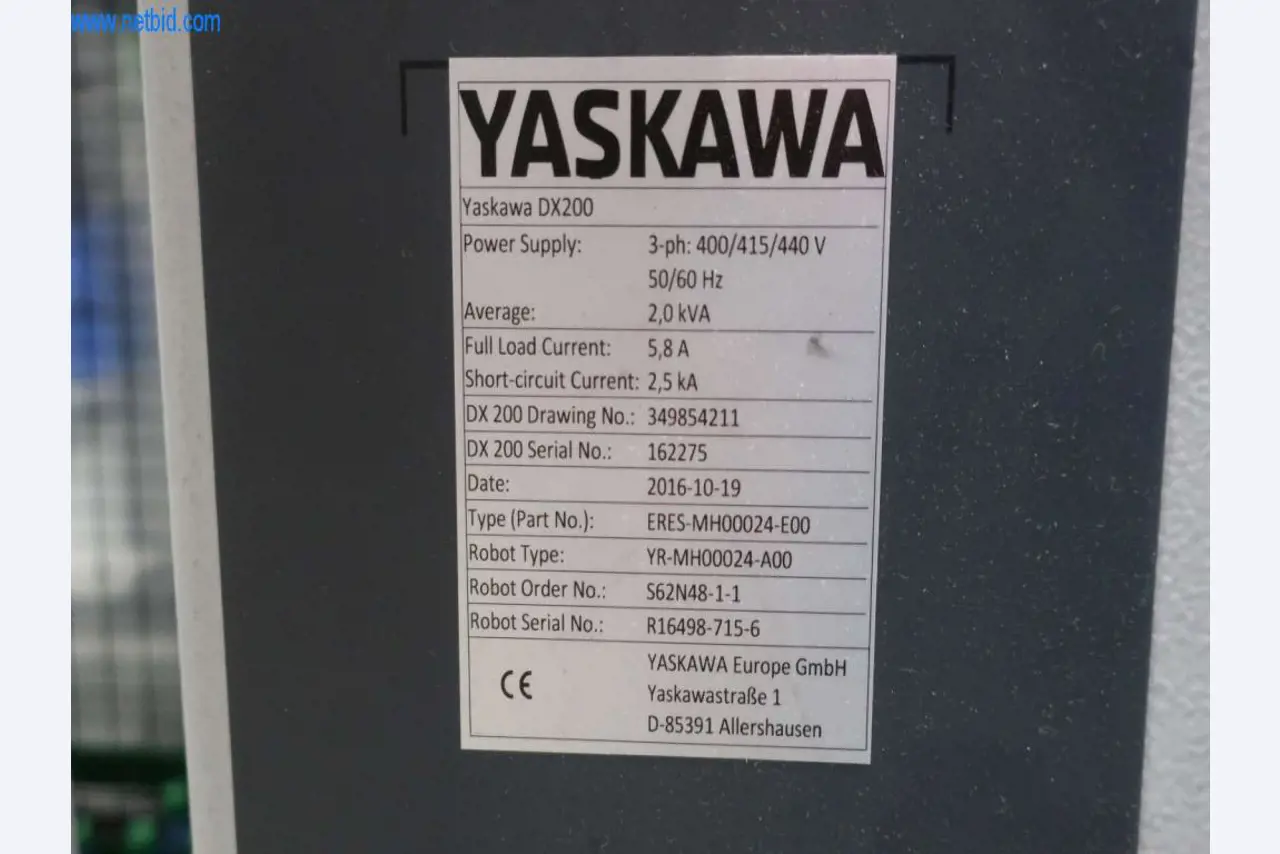 www.netbid.com
YASKAWA
Yaskawa DX200
Power Supply: 3-ph: 400/415/440 V
50/60 Hz
Average: 2,0 kVA
Full Load Current: 5,8 A
Short-circuit Current: 2,5 kA
DX 200 Drawing No.: 349854211
DX 200 Serial No.: 162275
Date: 2016-10-19
Type (Part No.): ERES-MH00024-E00
Robot Type: YR-MH00024-A00
Robot Order No.: S62N48-1-1
Robot Serial No.: R16498-715-6
CE YASKAWA Europe GmbH
Yaskawastraße 1
D-85391 Allershausen